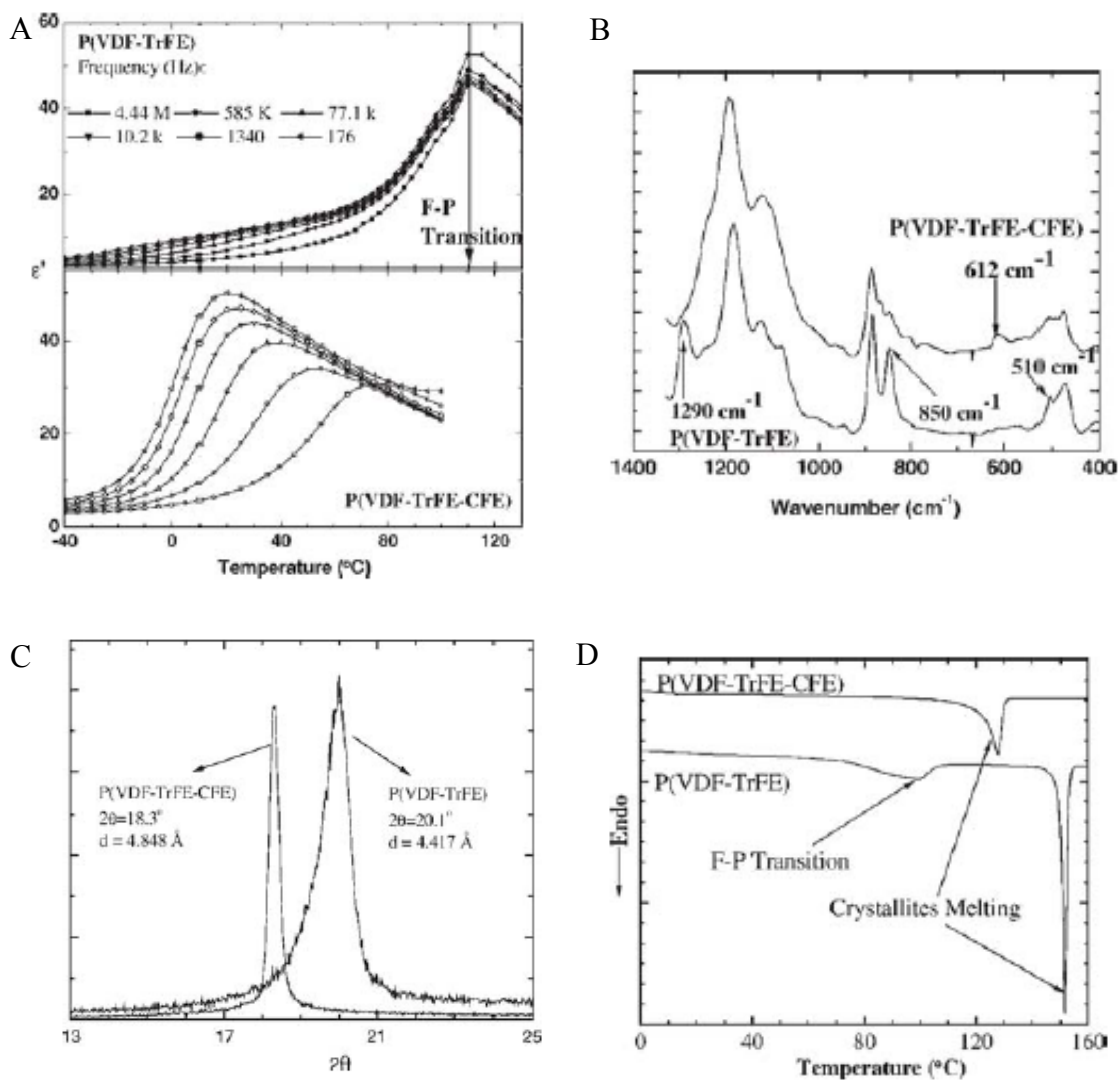 A
60
P(VDF-TrFE)
Frequency (Hz)c
4.44 M 585 K 77.1 k
10.2 k 1340 176
40
20
F-P
Transition
ε'
40
20
0
P(VDF-TrFE-CFE)
-40 0 40 80 120
Temperature (°C)
B
P(VDF-TrFE-CFE)
612 cm-1
510 cm-1
1290 cm-1
850 cm-1
P(VDF-TrFE)
1400 1200 1000 800 600 400
Wavenumber (cm-1)
C
P(VDF-TrFE-CFE)
2θ=18.3°
d = 4.848 Å
P(VDF-TrFE)
2θ=20.1°
d = 4.417 Å
13 17 21 25
2θ
D
P(VDF-TrFE-CFE)
P(VDF-TrFE)
Endo
F-P Transition
Crystallites Melting
0 40 80 120 160
Temperature (°C)